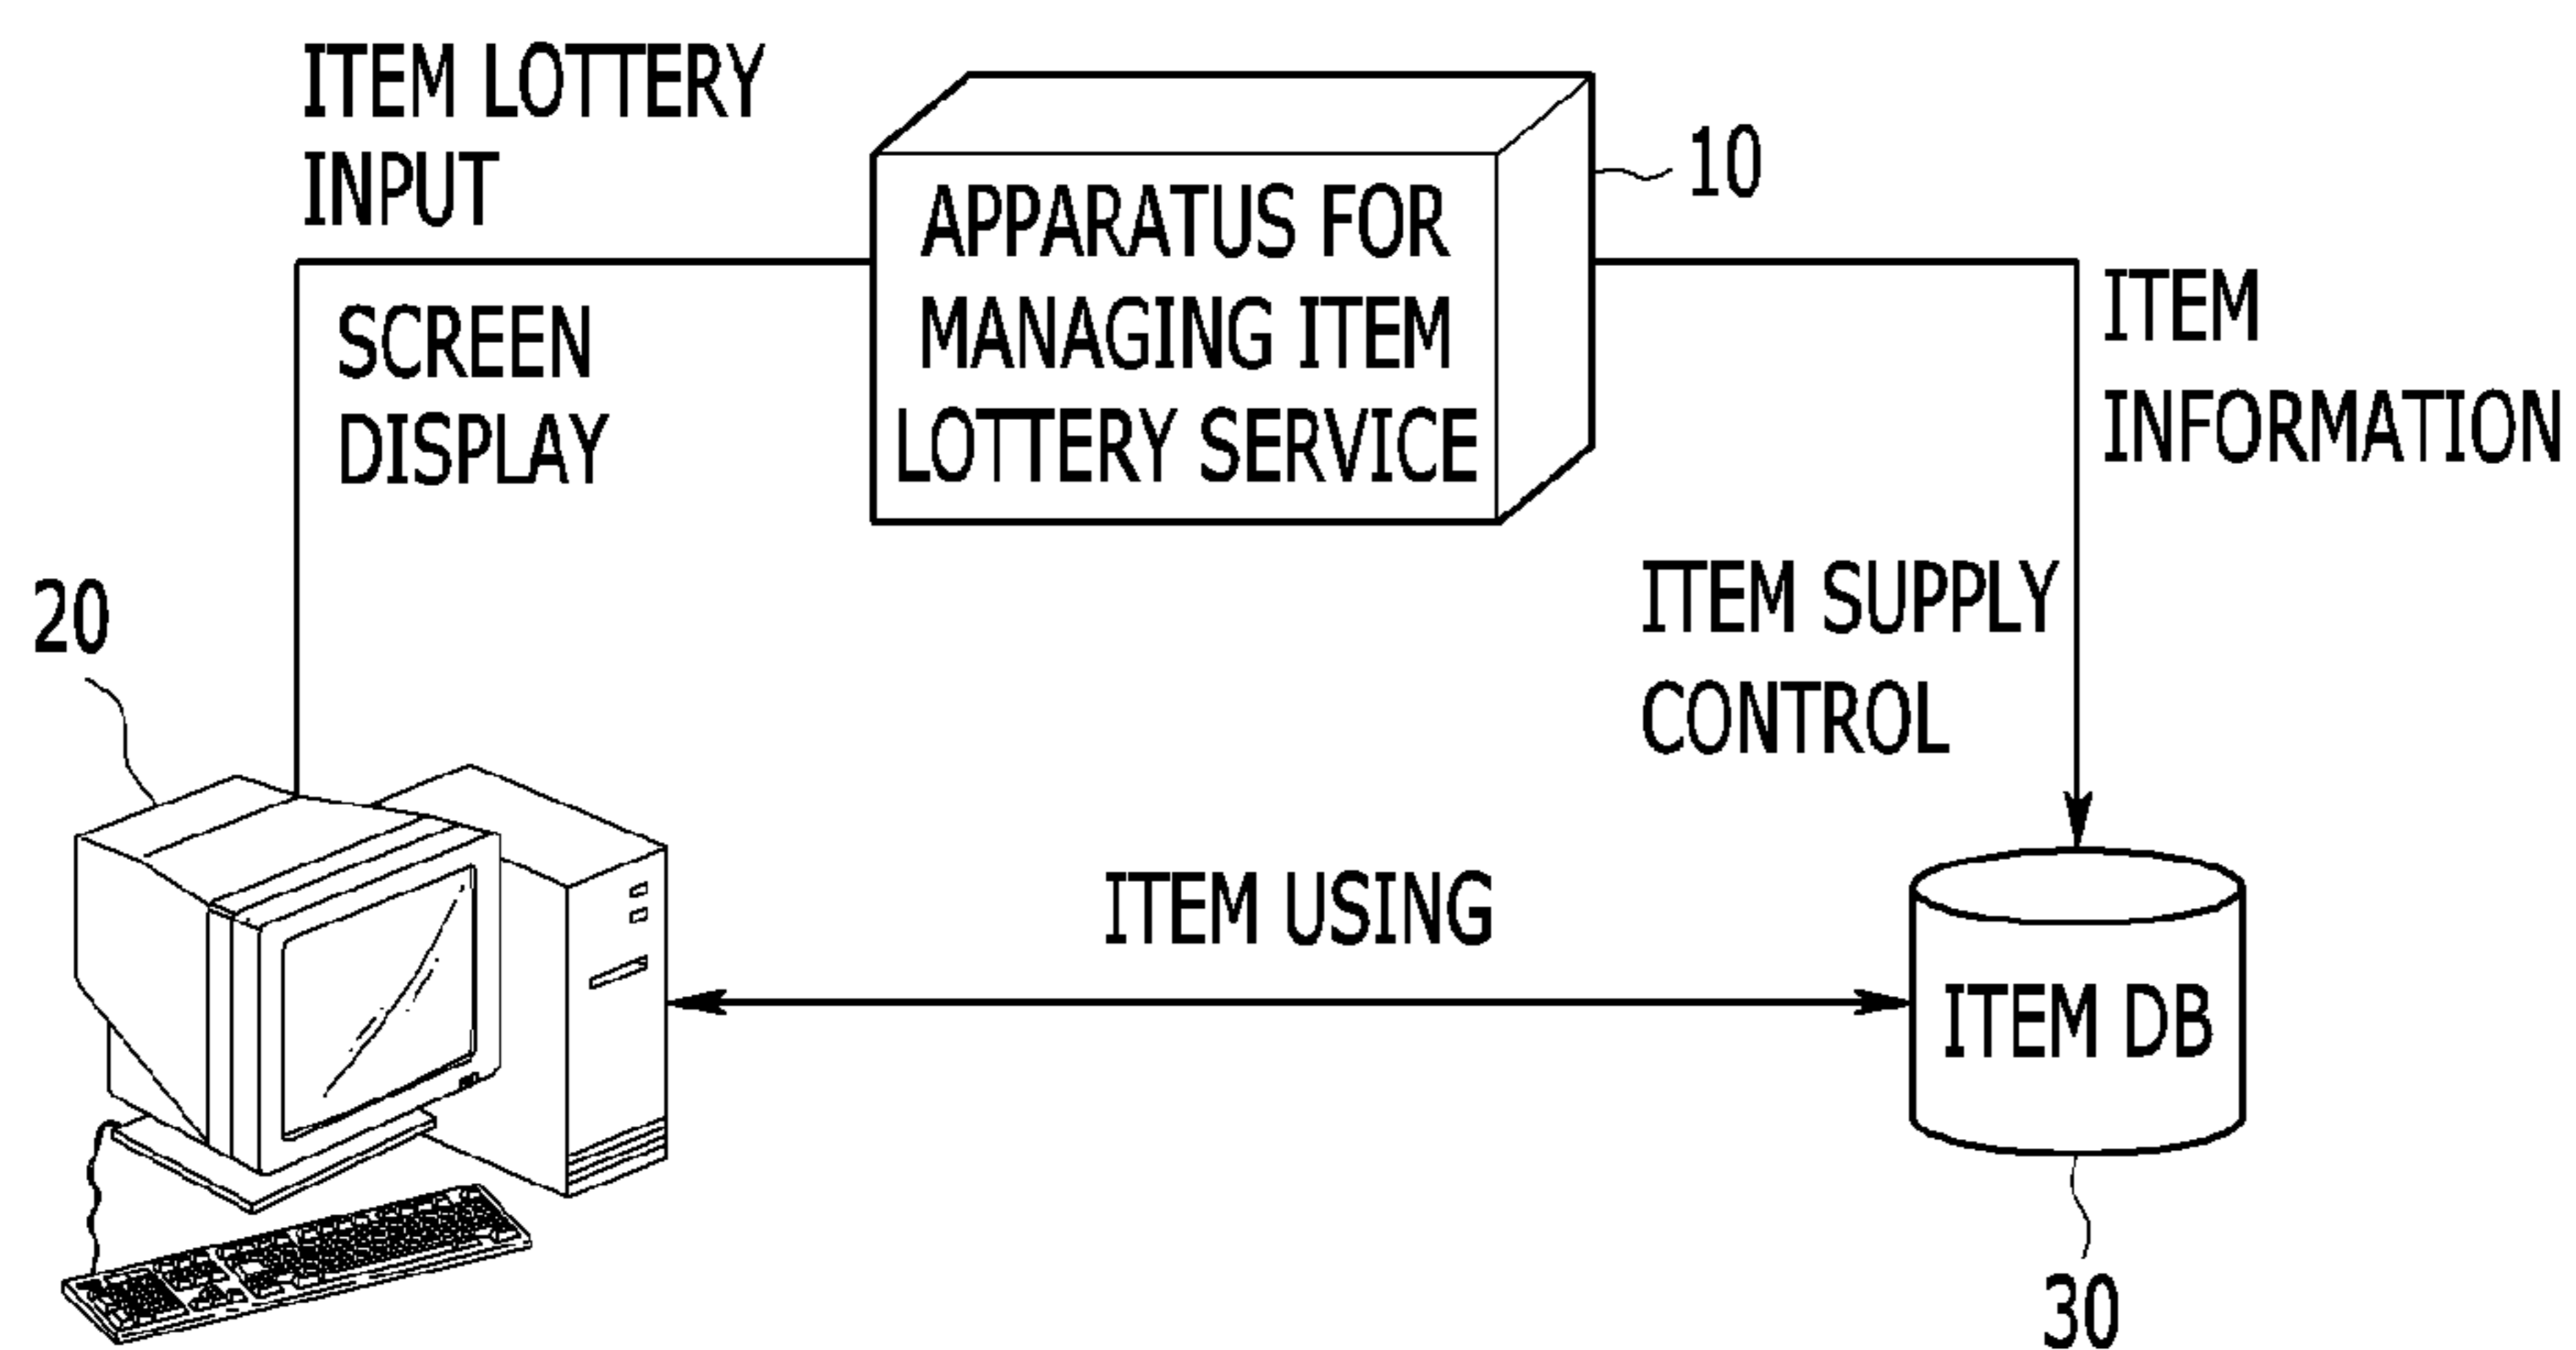 ITEM LOTTERY
INPUT
SCREEN
DISPLAY
APPARATUS FOR
MANAGING ITEM
LOTTERY SERVICE
10
ITEM
INFORMATION
ITEM SUPPLY
CONTROL
20
ITEM USING
ITEM DB
30